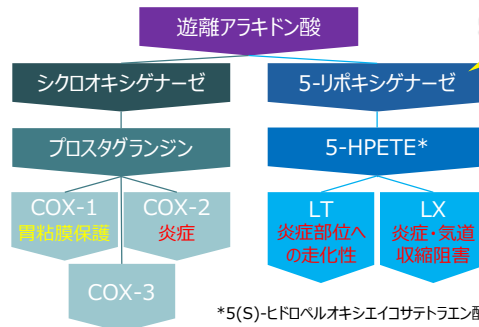 遊離アラキドン酸
シクロオキシゲナーゼ
5-リポキシゲナーゼ
プロスタグランジン
5-HPETE*
COX-1
胃粘膜保護
COX-2
炎症
LT
炎症部位へ
の走化性
LX
炎症・気道
収縮阻害
COX-3
*5(S)-ヒドロペルオキシエイコサテトラエン酸